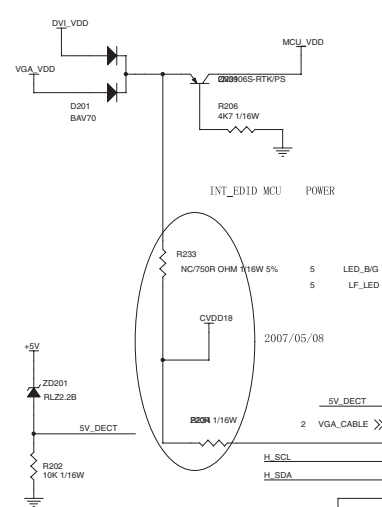 DVI_VDD
MCU_VDD
VGA_VDD
D201
BAV70
R206
4K7 1/16W
INT_EDID MCU POWER
R233
NC/750R OHM 1/16W 5%
5 LED_B/G
5 LF_LED
CVDD18
2007/05/08
+5V
ZD201
RLZ2.2B
5V_DECT
5V_DECT
1/16W
2 VGA_CABLE
R202
10K 1/16W
H_SCL
H_SDA